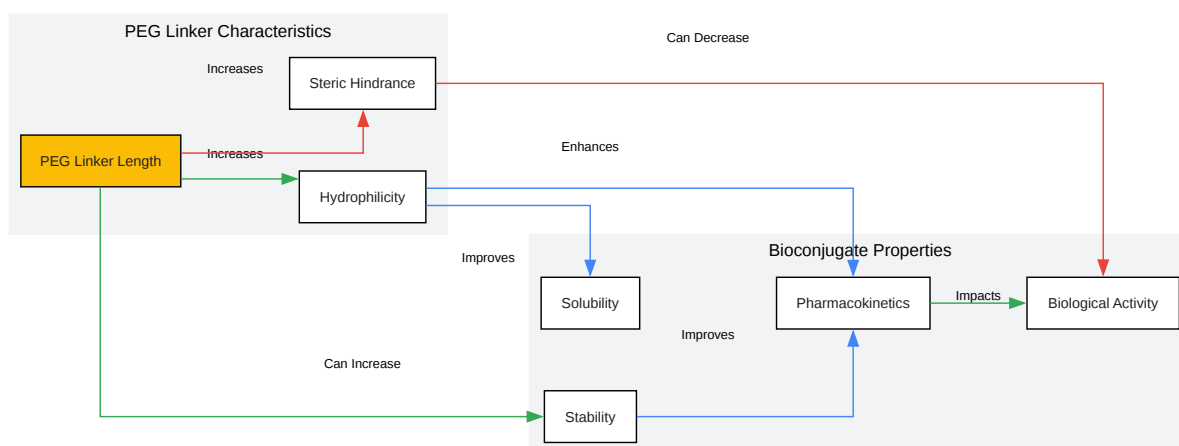 PEG Linker Characteristics
Can Decrease
Increases
Steric Hindrance
Increases
PEG Linker Length
Enhances
Hydrophilicity
Bioconjugate Properties
Improves
Solubility
Pharmacokinetics
Impacts
Biological Activity
Improves
Can Increase
Stability